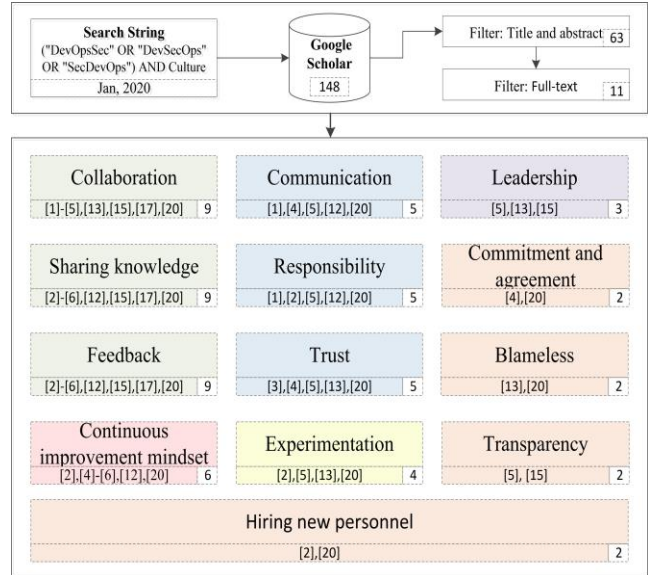 Search String
("DevOpsSec" OR "DevSecOps"
OR "SecDevOps") AND Culture
Jan, 2020
Google
Scholar
148
Filter: Title and abstract
63
Filter: Full-text
11
Collaboration
[1]-[5],[13],[15],[17],[20]
9
Communication
[1],[4],[5],[12],[20]
5
Leadership
[5],[13],[15]
3
Sharing knowledge
[2]-[6],[12],[15],[17],[20]
9
Responsibility
[1],[2],[5],[12],[20]
5
Commitment and
agreement
[4],[20]
2
Feedback
[2]-[6],[12],[15],[17],[20]
9
Trust
[3],[4],[5],[13],[20]
5
Blameless
[13],[20]
2
Continuous
improvement mindset
[2],[4]-[6],[12],[20]
6
Experimentation
[2],[5],[13],[20]
4
Transparency
[5], [15]
2
Hiring new personnel
[2],[20]
2